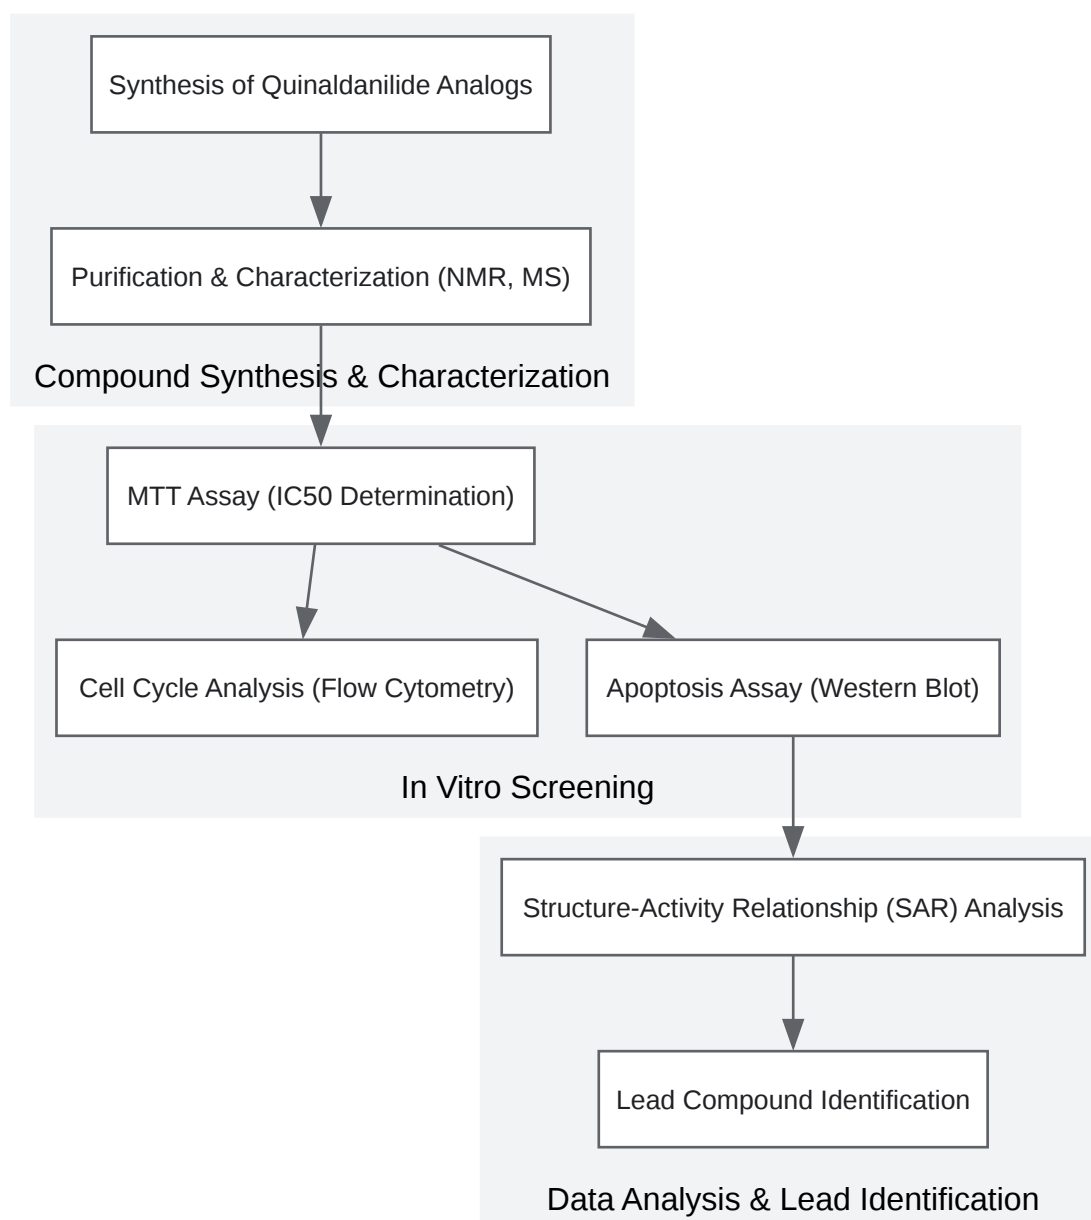 Synthesis of Quinaldanilide Analogs
Purification & Characterization (NMR, MS)
Compound Synthesis & Characterization
MTT Assay (IC50 Determination)
Cell Cycle Analysis (Flow Cytometry)
Apoptosis Assay (Western Blot)
In Vitro Screening
Structure-Activity Relationship (SAR) Analysis
Lead Compound Identification
Data Analysis & Lead Identification